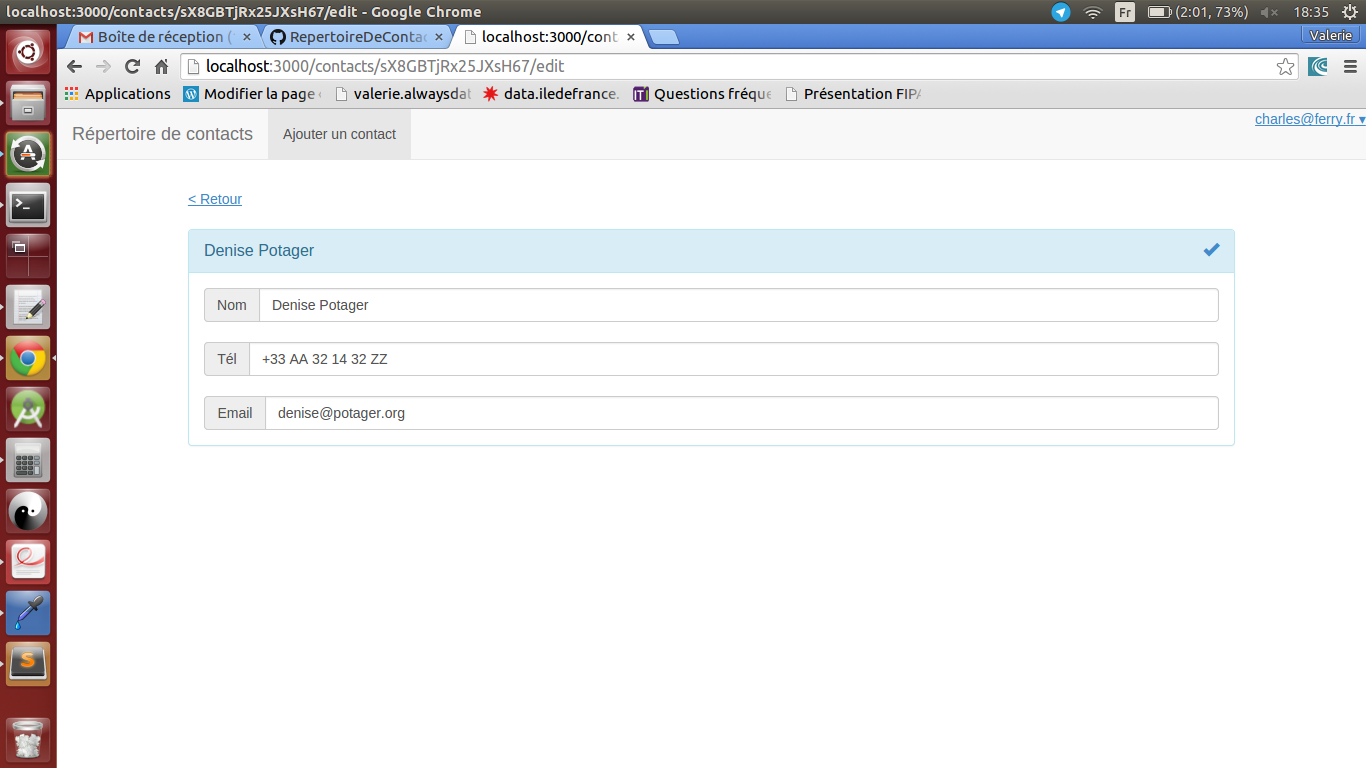 localhost:3000/contacts/sX8GBTjRx25JXsH67/edit - Google Chrome
Fr (2:01, 73%) 18:35
Boîte de réception (
RepertoireDeConta
localhost:3000/cont
Valerie
localhost:3000/contacts/sX8GBTjRx25JXsH67/edit
Applications
Modifier la page
valerie.alwaysdat
data.iledefrance.
Questions fréque
Présentation FIPA
Répertoire de contacts
Ajouter un contact
charles@ferry.fr ▾
< Retour
Denise Potager
Nom Denise Potager
Tél +33 AA 32 14 32 ZZ
Email denise@potager.org